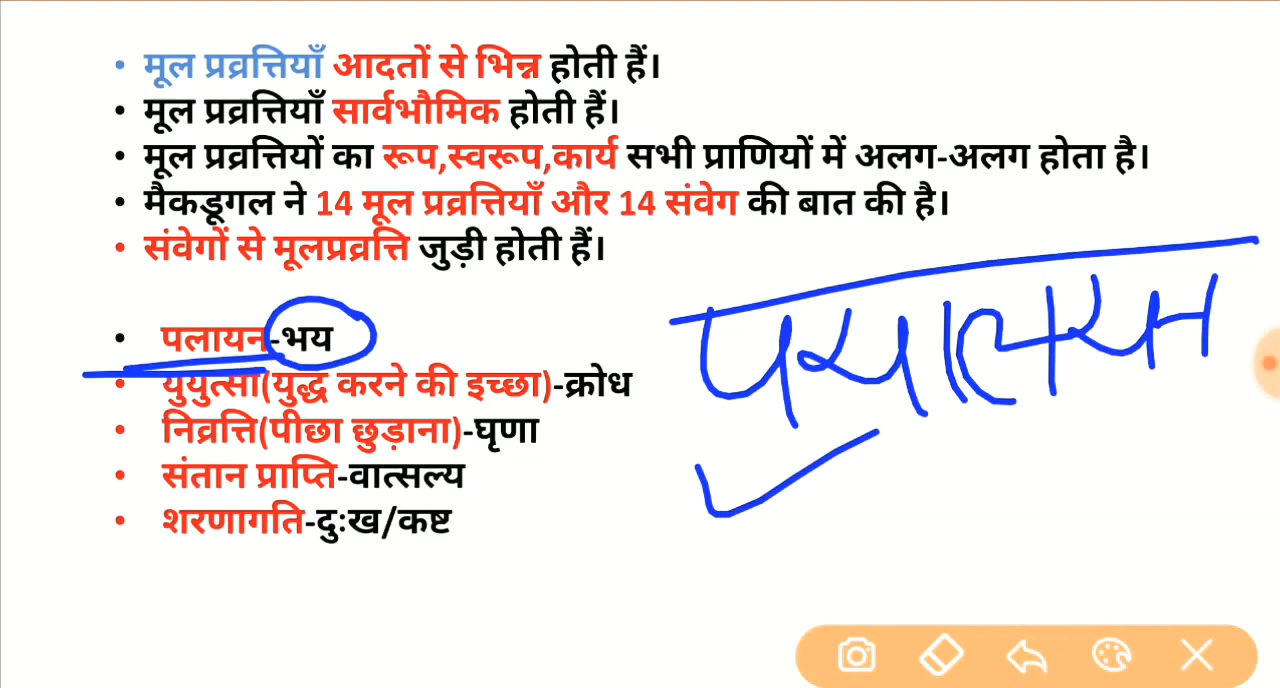 • मूल प्रव्रत्तियाँ आदतों से भिन्न होती हैं।
• मूल प्रव्रत्तियाँ सार्वभौमिक होती हैं।
• मूल प्रव्रत्तियों का रूप,स्वरूप,कार्य सभी प्राणियों में अलग-अलग होता है।
• मैकडूगल ने 14 मूल प्रव्रत्तियाँ और 14 संवेग की बात की है।
• संवेगों से मूलप्रव्रत्ति जुड़ी होती हैं।
• पलायन-भय
• युयुत्सा(युद्ध करने की इच्छा)-क्रोध
• निव्रत्ति(पीछा छुड़ाना)-घृणा
• संतान प्राप्ति-वात्सल्य
• शरणागति-दुःख/कष्ट